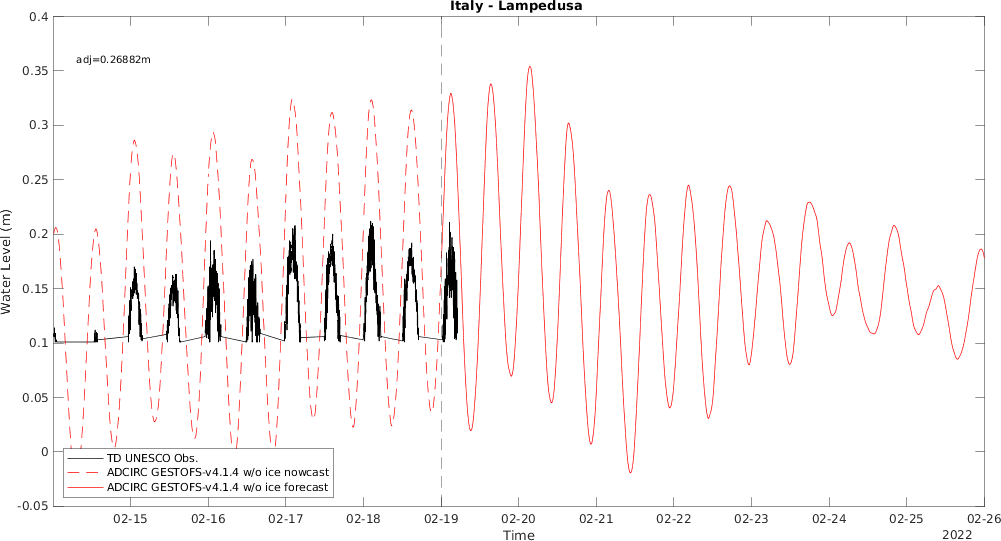 Italy - Lampedusa
0.4
0.35
0.3
0.25
0.2
0.15
0.1
0.05
0
-0.05
Water Level (m)
adj=0.26882m
TD UNESCO Obs.
ADCIRC GESTOFS-v4.1.4 w/o ice nowcast
ADCIRC GESTOFS-v4.1.4 w/o ice forecast
02-15 02-16 02-17 02-18 02-19 02-20 02-21 02-22 02-23 02-24 02-25 02-26
Time
2022